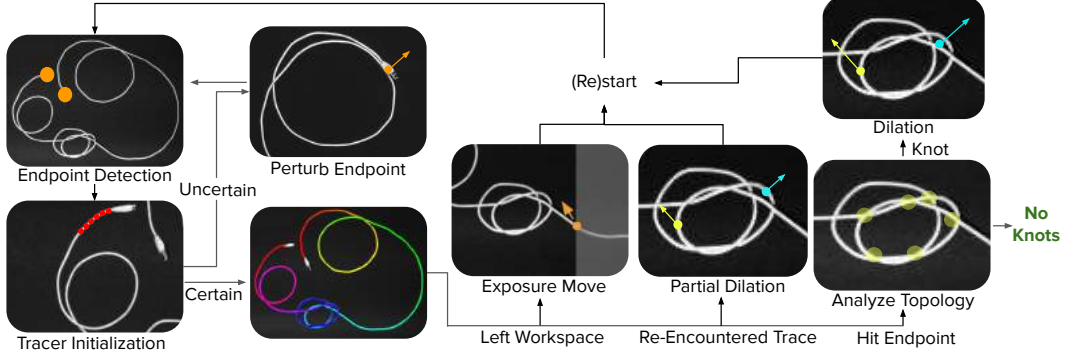 (Re)start
Endpoint Detection
Perturb Endpoint
Dilation
Knot
Uncertain
Certain
Tracer Initialization
Exposure Move
Partial Dilation
Analyze Topology
No
Knots
Left Workspace
Re-Encountered Trace
Hit Endpoint